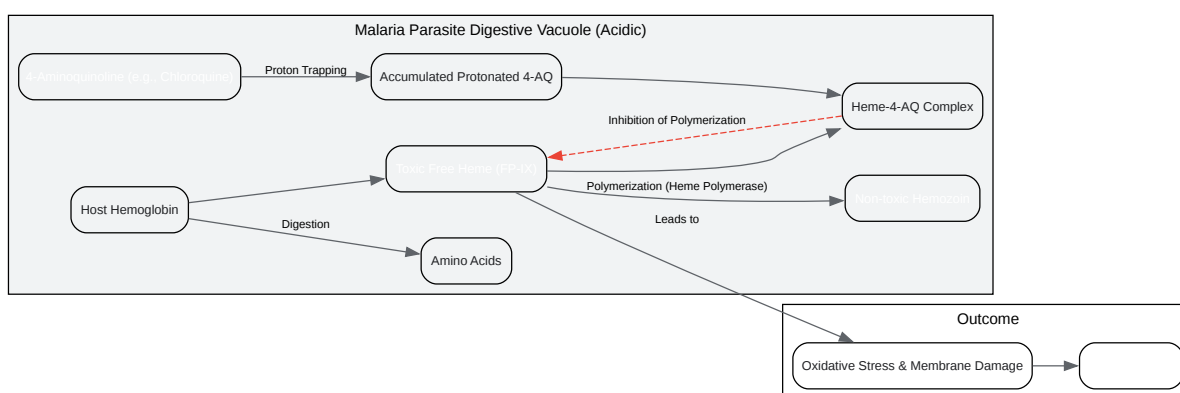 Malaria Parasite Digestive Vacuole (Acidic)
4-Aminoquinoline (e.g., Chloroquine)
Proton Trapping
Accumulated Protonated 4-AQ
Heme-4-AQ Complex
Inhibition of Polymerization
Toxic Free Heme (FP-IX)
Polymerization (Heme Polymerase)
Non-toxic Hemozoin
Host Hemoglobin
Leads to
Digestion
Amino Acids
Outcome
Oxidative Stress & Membrane Damage